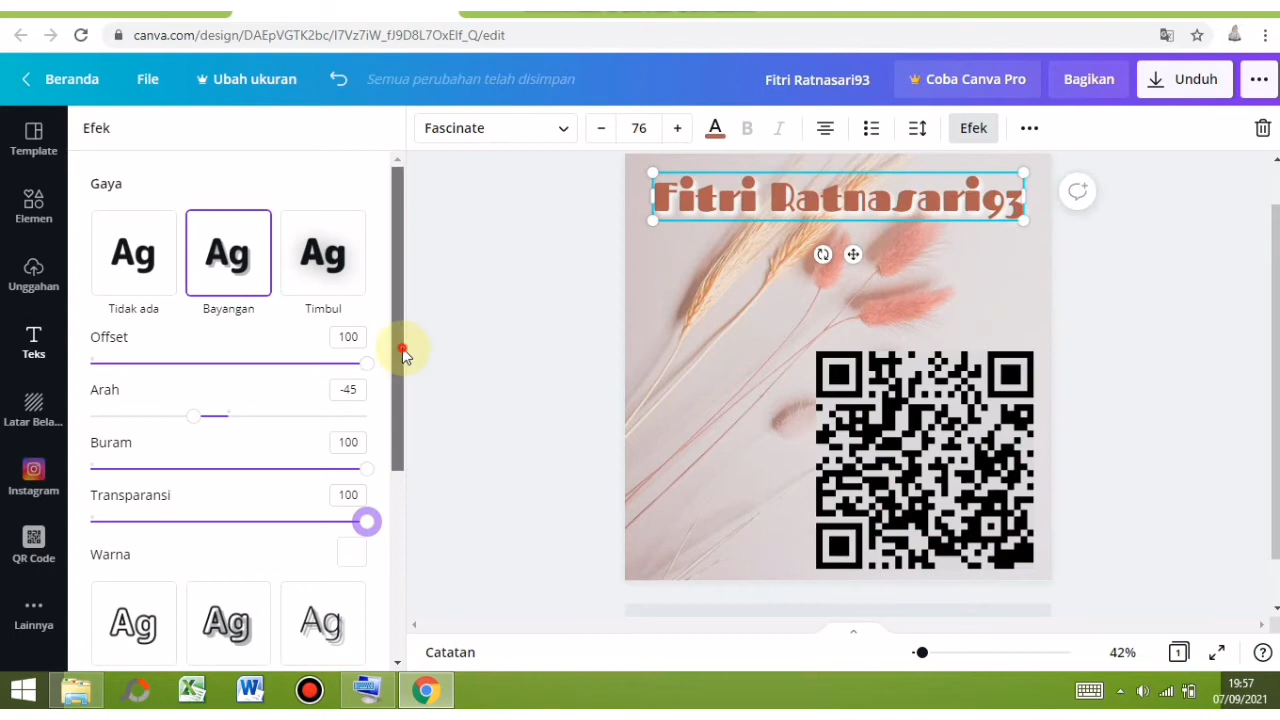 canva.com/design/DAEpVGTK2bc/I7Vz7iW_fJ9D8L7OxElf_Q/edit
Beranda
File
Ubah ukuran
Semua perubahan telah disimpan
Fitri Ratnasari93
Coba Canva Pro
Bagikan
Unduh
Efek
Fascinate
76
A
B
I
Efek
Template
Elemen
Unggahan
Teks
Latar Bela...
Instagram
QR Code
Lainnya
Gaya
Ag
Ag
Ag
Tidak ada
Bayangan
Timbul
Offset
100
Arah
-45
Buram
100
Transparansi
100
Warna
Ag
Ag
Ag
Fitri Ratnasari93
Catatan
42%
1
19:57
07/09/2021